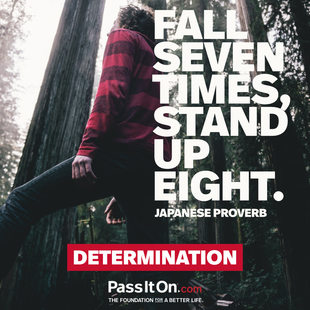 FALL
SEVEN
TIMES,
STAND
UP
EIGHT.
JAPANESE PROVERB
DETERMINATION
PassItOn.com
THE FOUNDATION FOR A BETTER LIFE.